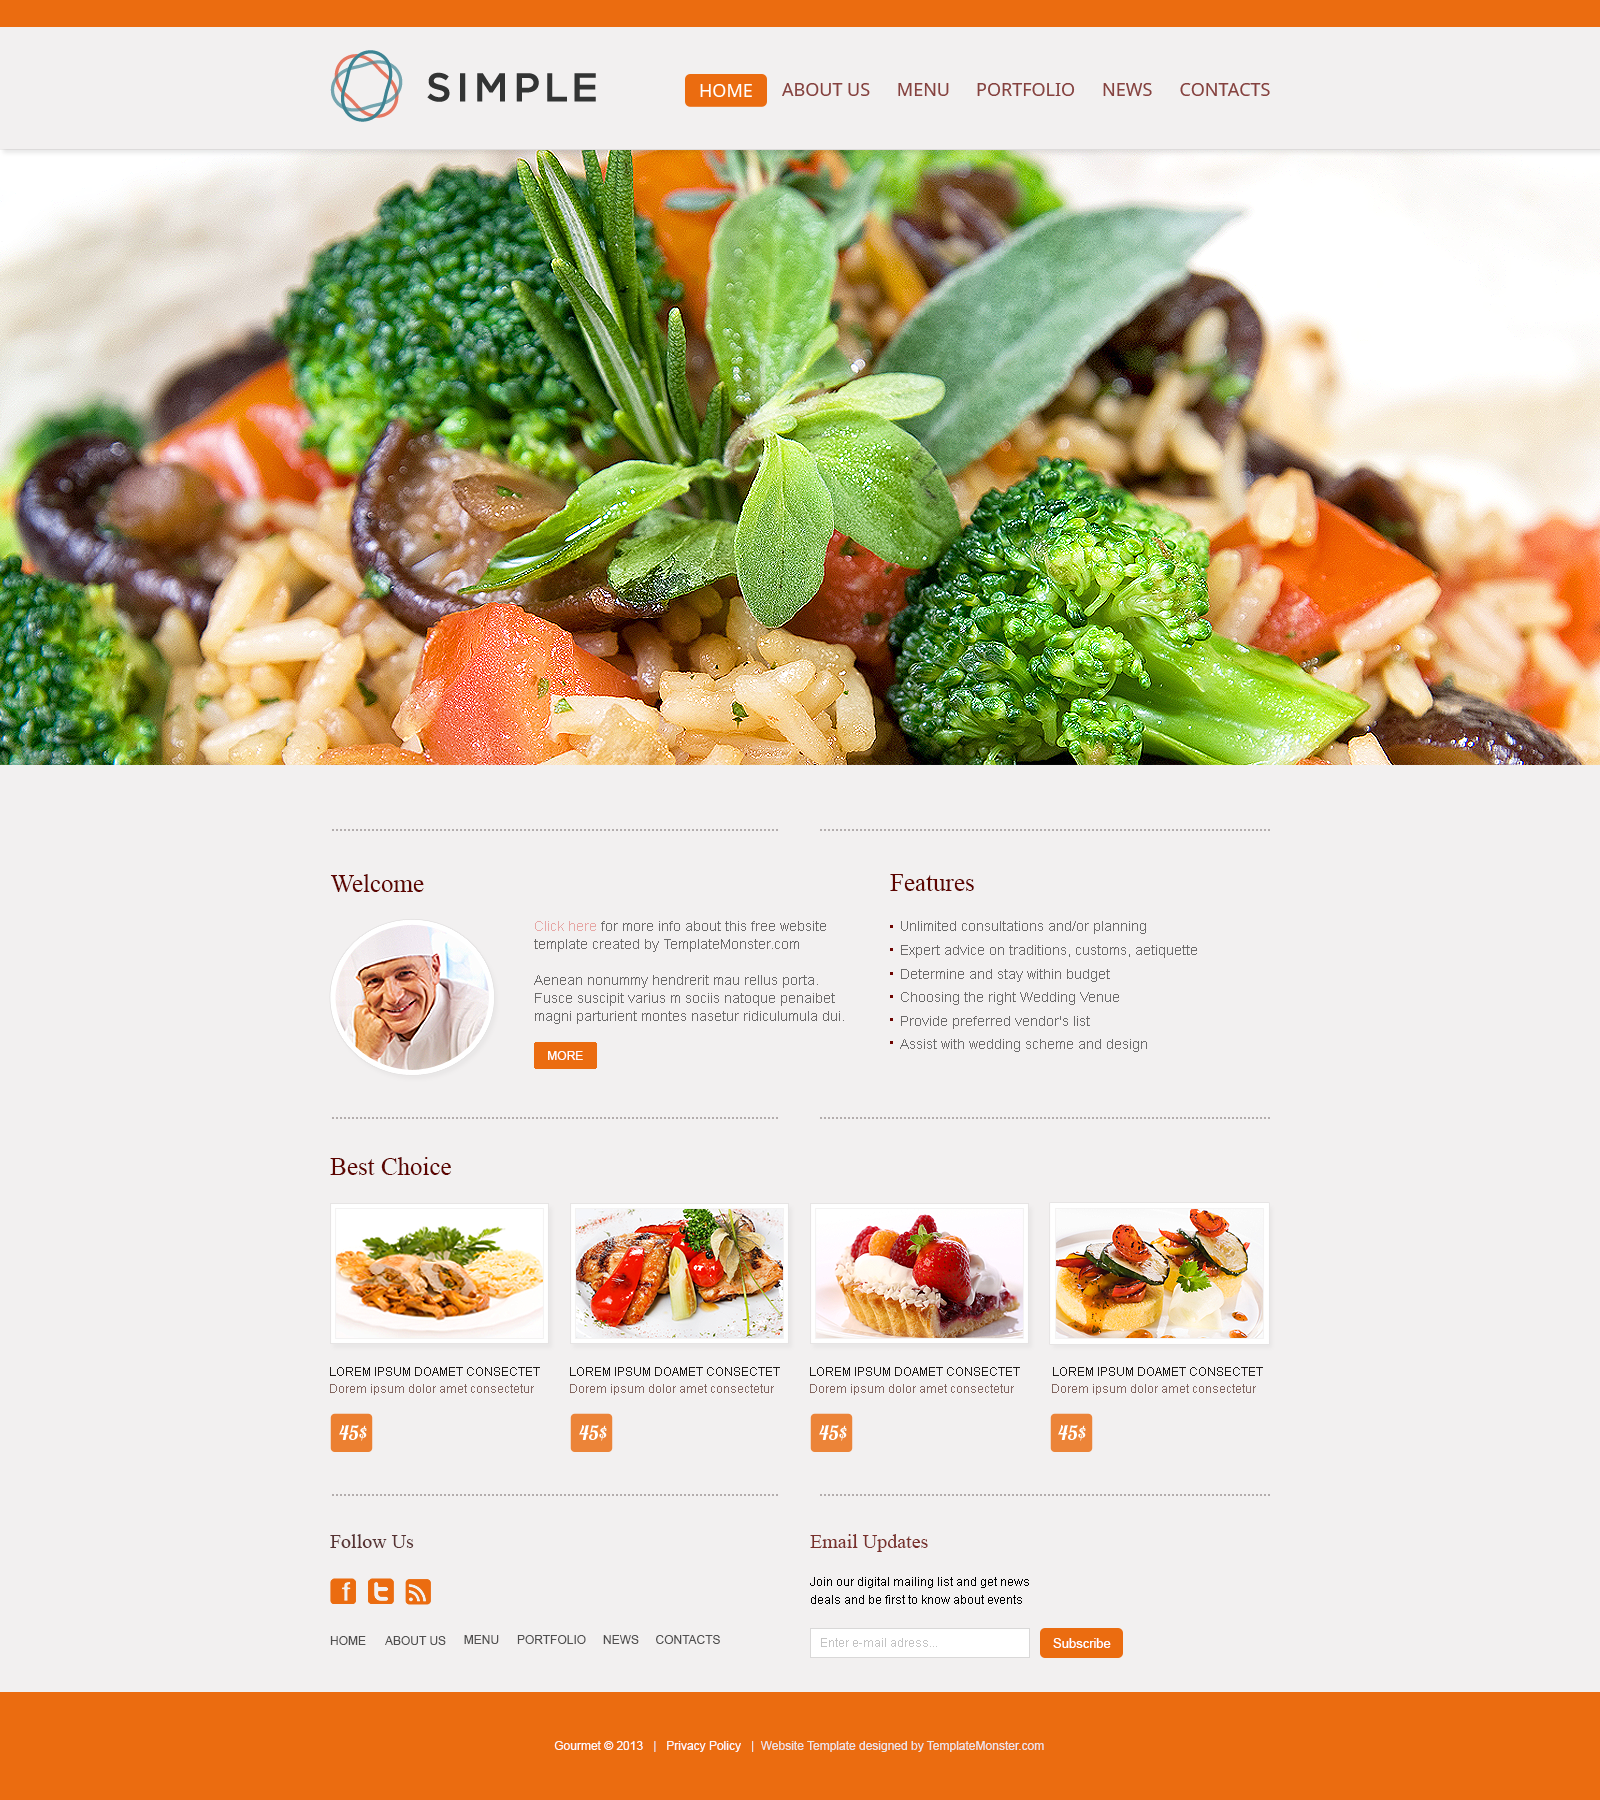 SIMPLE
HOME ABOUT US MENU PORTFOLIO NEWS CONTACTS
Welcome
Click here for more info about this free website
template created by TemplateMonster.com
Aenean nonummy hendrerit mau rellus porta.
Fusce suscipit varius m sociis natoque penaibet
magni parturient montes nasetur ridiculumula dui.
MORE
Features
Unlimited consultations and/or planning
Expert advice on traditions, customs, aetiquette
Determine and stay within budget
Choosing the right Wedding Venue
Provide preferred vendor's list
Assist with wedding scheme and design
Best Choice
LOREM IPSUM DOAMET CONSECTET
Dorem ipsum dolor amet consectetur
45$
LOREM IPSUM DOAMET CONSECTET
Dorem ipsum dolor amet consectetur
45$
LOREM IPSUM DOAMET CONSECTET
Dorem ipsum dolor amet consectetur
45$
LOREM IPSUM DOAMET CONSECTET
Dorem ipsum dolor amet consectetur
45$
Follow Us
HOME ABOUT US MENU PORTFOLIO NEWS CONTACTS
Email Updates
Join our digital mailing list and get news
deals and be first to know about events
Enter e-mail adress...
Subscribe
Gourmet © 2013 | Privacy Policy | Website Template designed by TemplateMonster.com